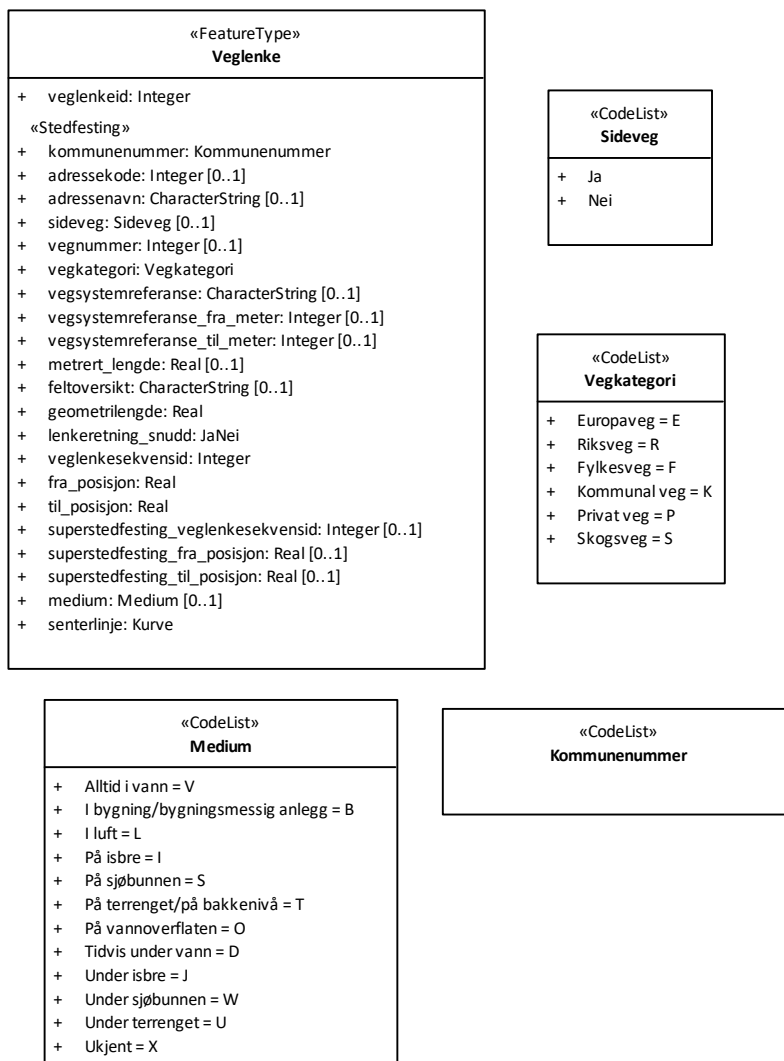 «FeatureType»
Veglenke
+ veglenkeid: Integer
«Stedfesting»
+ kommunenummer: Kommunenummer
+ adressekode: Integer [0..1]
+ adressenavn: CharacterString [0..1]
+ sideveg: Sideveg [0..1]
+ vegnummer: Integer [0..1]
+ vegkategori: Vegkategori
+ vegsystemreferanse: CharacterString [0..1]
+ vegsystemreferanse_fra_meter: Integer [0..1]
+ vegsystemreferanse_til_meter: Integer [0..1]
+ metrert_lengde: Real [0..1]
+ feltoversikt: CharacterString [0..1]
+ geometrilengde: Real
+ lenkeretning_snudd: JaNei
+ veglenkesekvensid: Integer
+ fra_posisjon: Real
+ til_posisjon: Real
+ superstedfesting_veglenkesekvensid: Integer [0..1]
+ superstedfesting_fra_posisjon: Real [0..1]
+ superstedfesting_til_posisjon: Real [0..1]
+ medium: Medium [0..1]
+ senterlinje: Kurve
«CodeList»
Sideveg
+ Ja
+ Nei
«CodeList»
Vegkategori
+ Europaveg = E
+ Riksveg = R
+ Fylkesveg = F
+ Kommunal veg = K
+ Privat veg = P
+ Skogsveg = S
«CodeList»
Medium
+ Alltid i vann = V
+ I bygning/bygningsmessig anlegg = B
+ I luft = L
+ På isbre = I
+ På sjøbunnen = S
+ På terrenget/på bakkenivå = T
+ På vannoverflaten = O
+ Tidvis under vann = D
+ Under isbre = J
+ Under sjøbunnen = W
+ Under terrenget = U
+ Ukjent = X
«CodeList»
Kommunenummer